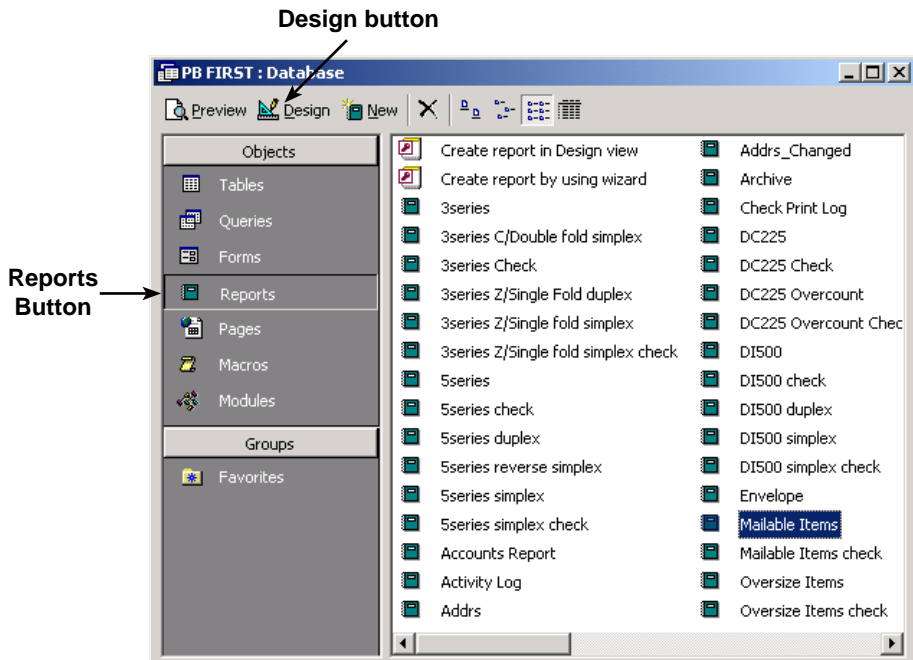 Design button
PB FIRST : Database
Preview Design New
Objects
Tables
Queries
Forms
Reports
Pages
Macros
Modules
Groups
Favorites
Reports
Button
Create report in Design view
Create report by using wizard
3series
3series C/Double fold simplex
3series Check
3series Z/Single Fold duplex
3series Z/Single fold simplex
3series Z/Single fold simplex check
5series
5series check
5series duplex
5series reverse simplex
5series simplex
5series simplex check
Accounts Report
Activity Log
Addrs
Addrs_Changed
Archive
Check Print Log
DC225
DC225 Check
DC225 Overcount
DC225 Overcount Chec
DI500
DI500 check
DI500 duplex
DI500 simplex
DI500 simplex check
Envelope
Mailable Items
Mailable Items check
Oversize Items
Oversize Items check